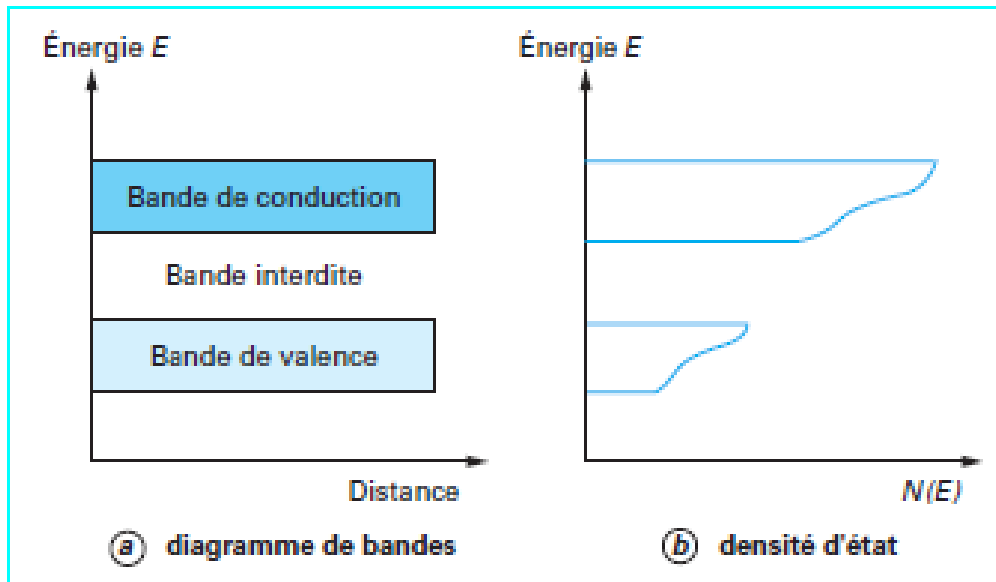 Énergie E
Bande de conduction
Bande interdite
Bande de valence
Distance
(a) diagramme de bandes
Énergie E
N(E)
(b) densité d'état